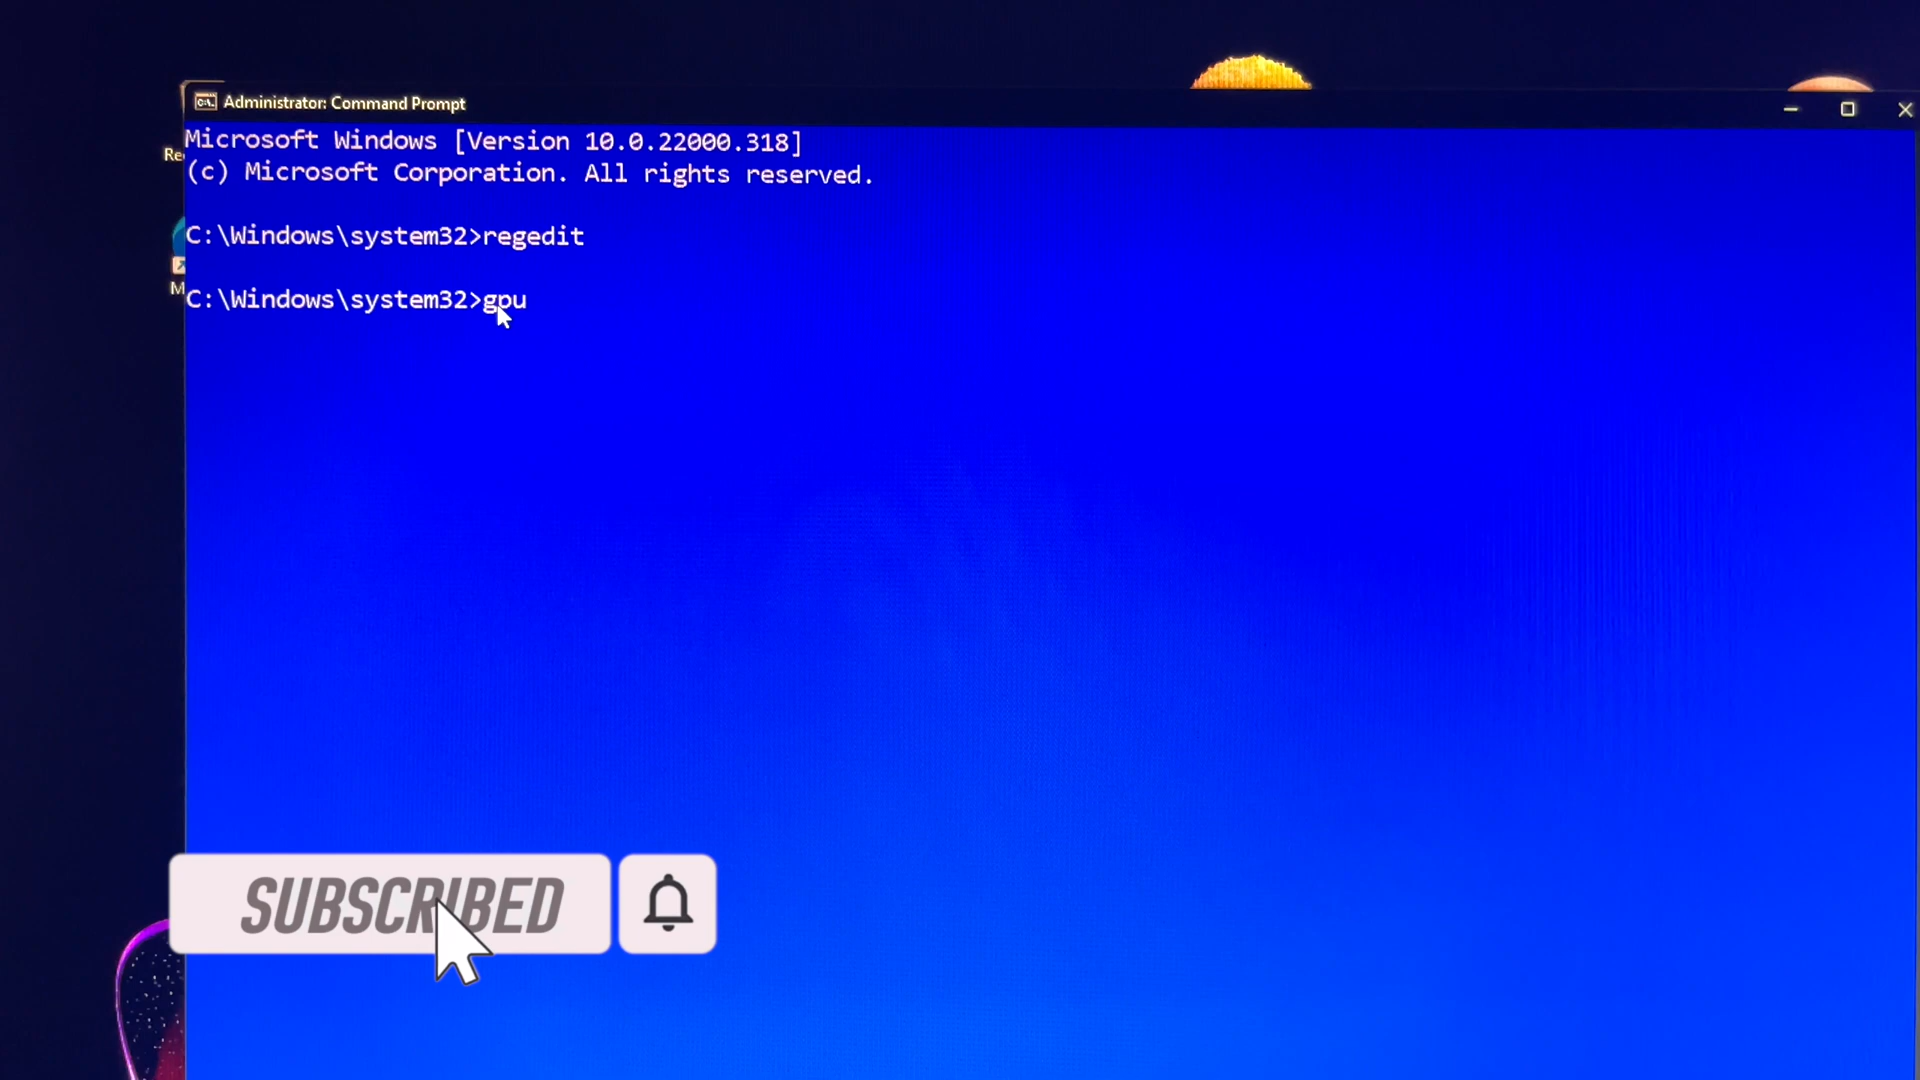 Administrator: Command Prompt
Microsoft Windows [Version 10.0.22000.318]
(c) Microsoft Corporation. All rights reserved.
Re
C:\Windows\system32>regedit
M
C:\Windows\system32>gpu
SUBSCRIBED